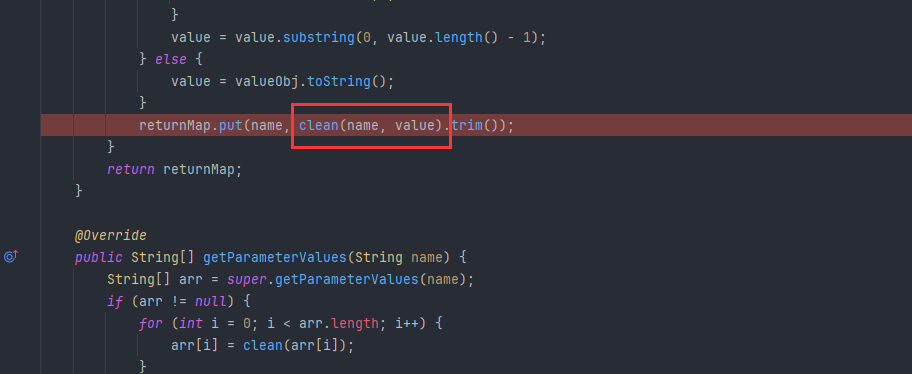 }
value = value.substring(0, value.length() - 1);
} else {
value = valueObj.toString();
}
returnMap.put(name, clean(name, value).trim());
}
return returnMap;
}
@Override
public String[] getParameterValues(String name) {
String[] arr = super.getParameterValues(name);
if (arr != null) {
for (int i = 0; i < arr.length; i++) {
arr[i] = clean(arr[i]);
}